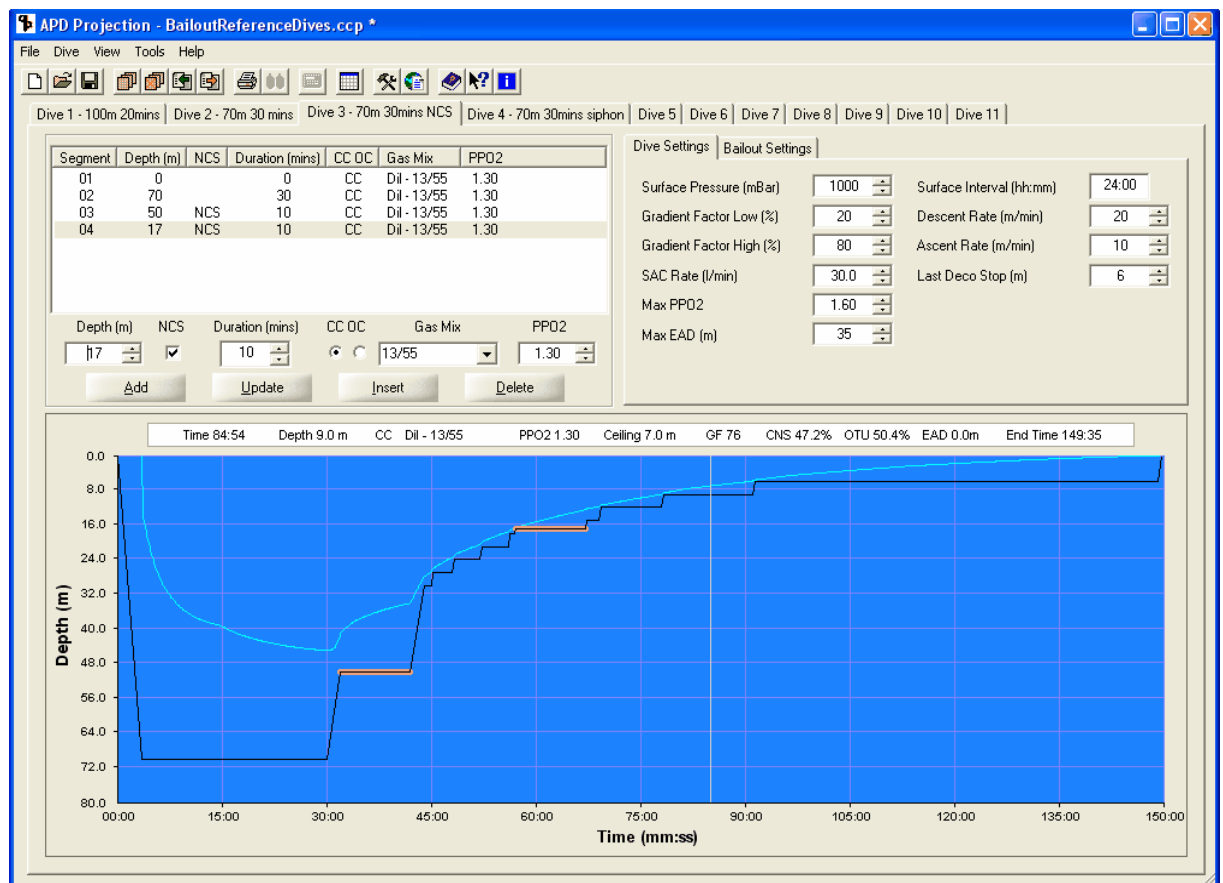 APD Projection - BailoutReferenceDives.ccp *
File Dive View Tools Help
Dive 1 - 100m 20mins Dive 2 - 70m 30 mins Dive 3 - 70m 30mins NCS Dive 4 - 70m 30mins siphon Dive 5 Dive 6 Dive 7 Dive 8 Dive 9 Dive 10 Dive 11
Segment Depth (m) NCS Duration (mins) CC OC Gas Mix PPO2
01 0 0 CC Dil - 13/55 1.30
02 70 30 CC Dil - 13/55 1.30
03 50 NCS 10 CC Dil - 13/55 1.30
04 17 NCS 10 CC Dil - 13/55 1.30
Depth (m) NCS Duration (mins) CC OC Gas Mix PPO2
17 10 13/55 1.30
Add Update Insert Delete
Dive Settings Bailout Settings
Surface Pressure (mBar) 1000 Surface Interval (hh:mm) 24:00
Gradient Factor Low (%) 20 Descent Rate (m/min) 20
Gradient Factor High (%) 80 Ascent Rate (m/min) 10
SAC Rate (l/min) 30.0 Last Deco Stop (m) 6
Max PPO2 1.60
Max EAD (m) 35
Time 84:54 Depth 9.0 m CC Dil - 13/55 PPO2 1.30 Ceiling 7.0 m GF 76 CNS 47.2% OTU 50.4% EAD 0.0m End Time 149:35
0.0
8.0
16.0
24.0
32.0
40.0
48.0
56.0
64.0
72.0
80.0
Depth (m)
00:00 15:00 30:00 45:00 60:00 75:00 90:00 105:00 120:00 135:00 150:00
Time (mm:ss)